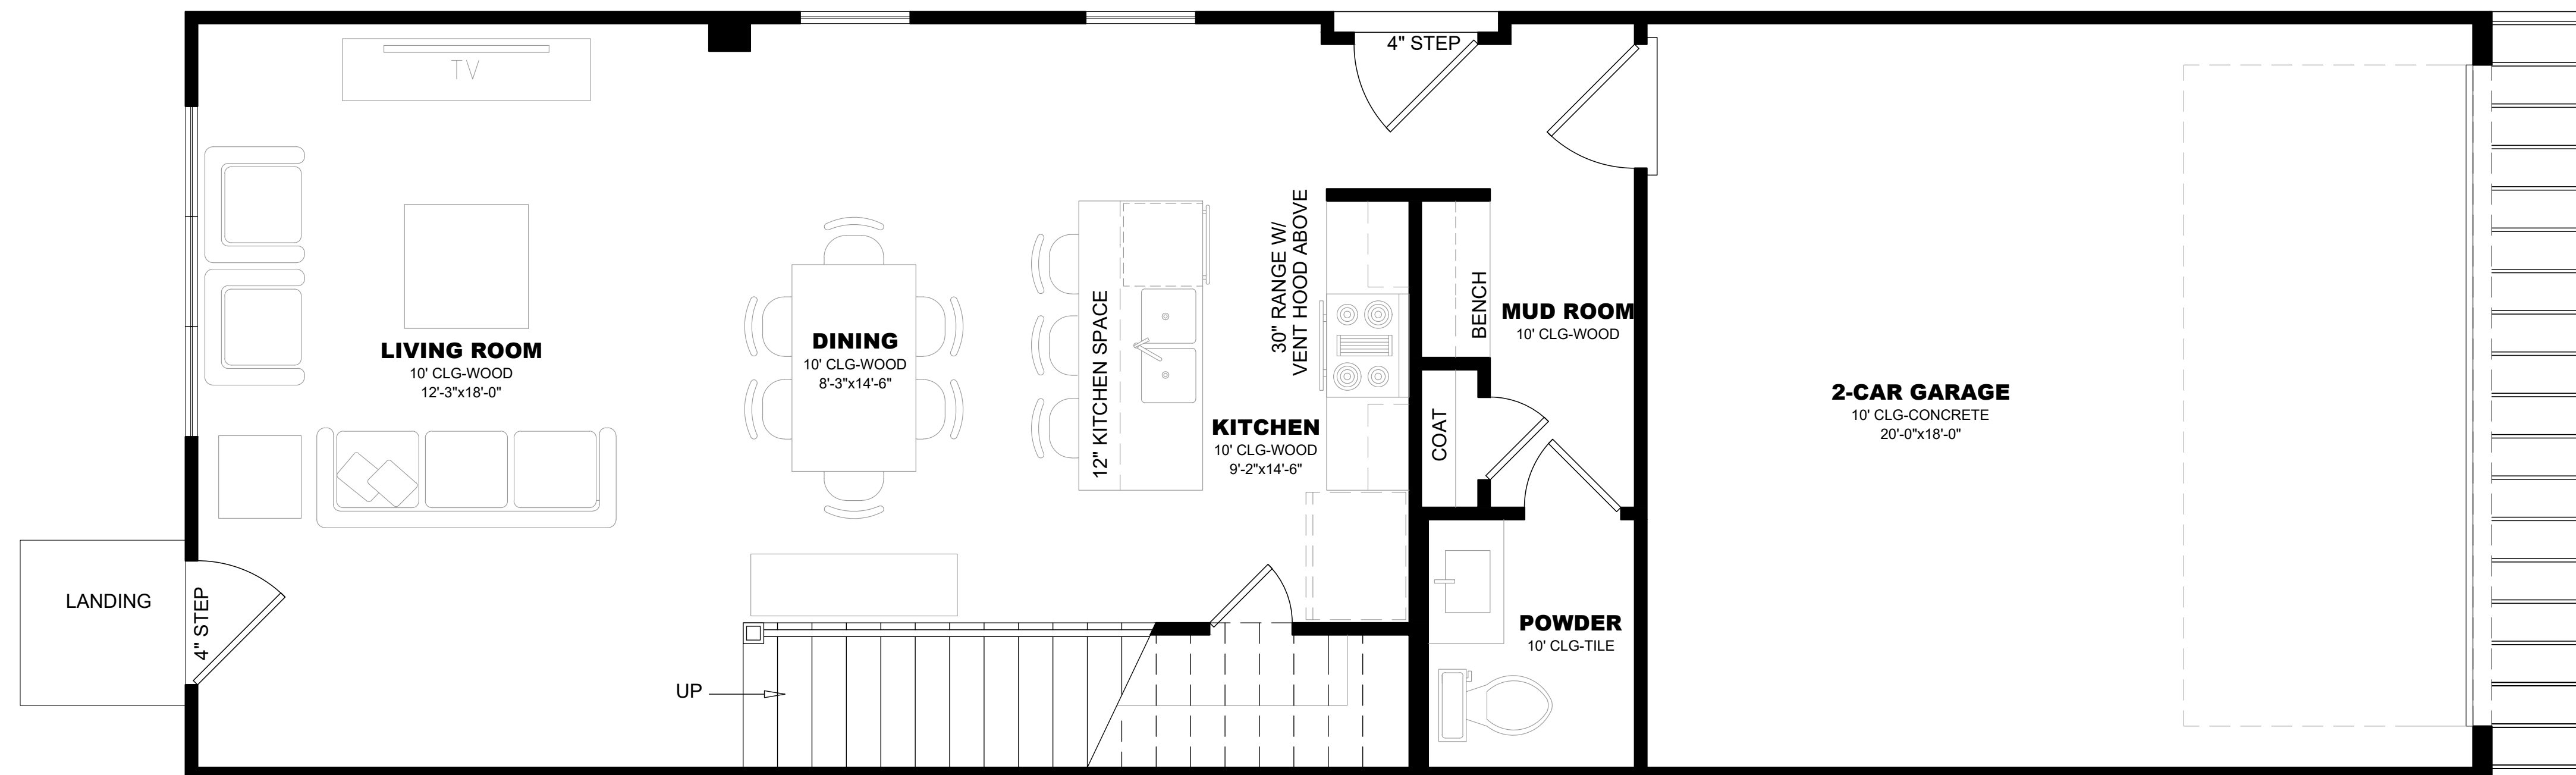 TV
LIVING ROOM
10' CLG-WOOD
12'-3"x18'-0"
LANDING
4" STEP
DINING
10' CLG-WOOD
8'-3"x14'-6"
UP
12" KITCHEN SPACE
30" RANGE W/
VENT HOOD ABOVE
KITCHEN
10' CLG-WOOD
9'-2"x14'-6"
4" STEP
BENCH
MUD ROOM
10' CLG-WOOD
COAT
POWDER
10' CLG-TILE
2-CAR GARAGE
10' CLG-CONCRETE
20'-0"x18'-0"